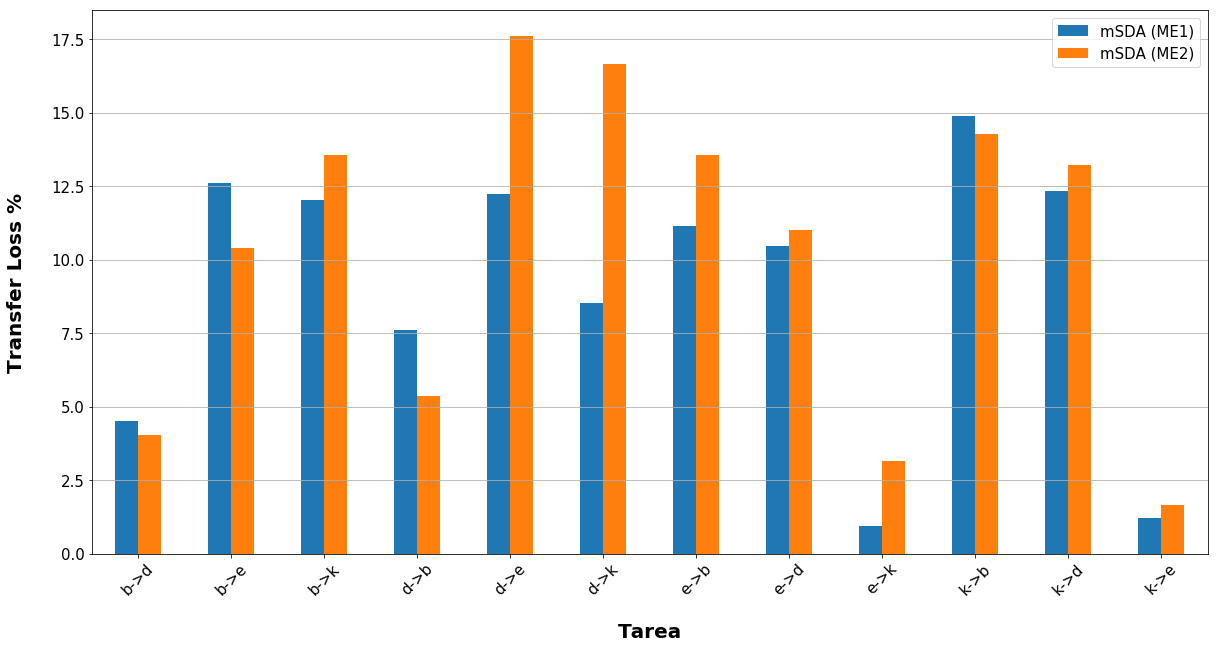 mSDA (ME1)
mSDA (ME2)
Transfer Loss %
17.5
15.0
12.5
10.0
7.5
5.0
2.5
0.0
b->d
b->e
b->k
d->b
d->e
d->k
e->b
e->d
e->k
k->b
k->d
k->e
Tarea